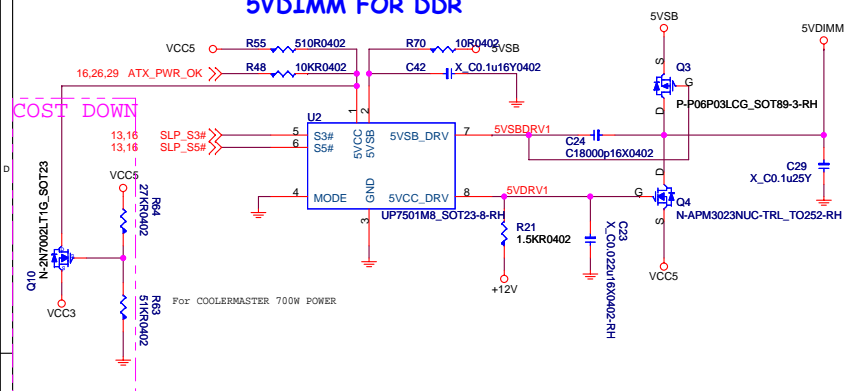 5VDIMM FOR DDR
VCC5
R55
510R0402
R70
10R0402
5VSB
5VSB
5VDIMM
16,26,29 ATX_PWR_OK
R48
10KR0402
C42
X_C0.1u16Y0402
S
Q3
G
P-P06P03LCG_SOT89-3-RH
D
COST DOWN
U2
1
2
5VCC
5VSB
13,16 SLP_S3#
5
S3#
5VSB_DRV
7
5VSBDRV1
13,16 SLP_S5#
6
S5#
C24
C18000p16X0402
C29
X_C0.1u25Y
D
VCC5
R64
27KR0402
4
MODE
GND
5VCC_DRV
8
5VDRV1
3
UP7501M8_SOT23-8-RH
D
G
Q4
S
N-APM3023NUC-TRL_TO252-RH
R21
1.5KR0402
C23
X_C0.022u16X0402-RH
+12V
VCC5
Q10
N-2N7002LT1G_SOT23
VCC3
R63
51KR0402
For COOLERMASTER 700W POWER